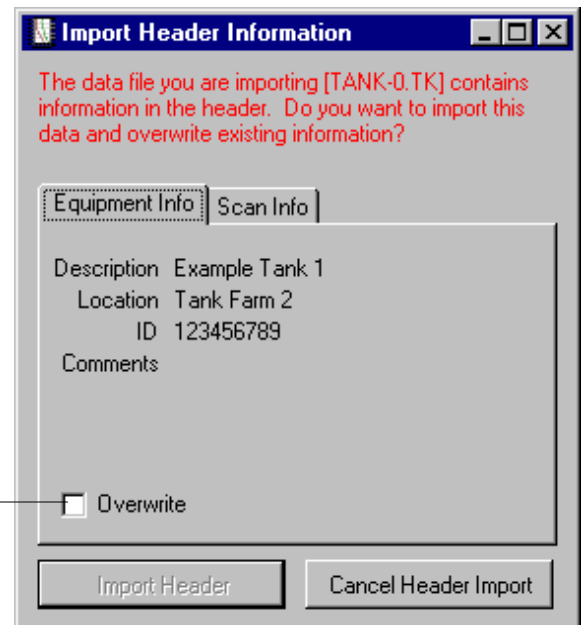 Import Header Information
The data file you are importing [TANK-0.TK] contains
information in the header.  Do you want to import this
data and overwrite existing information?
Equipment Info Scan Info
Description Example Tank 1
Location Tank Farm 2
ID 123456789
Comments
Overwrite
Import Header Cancel Header Import